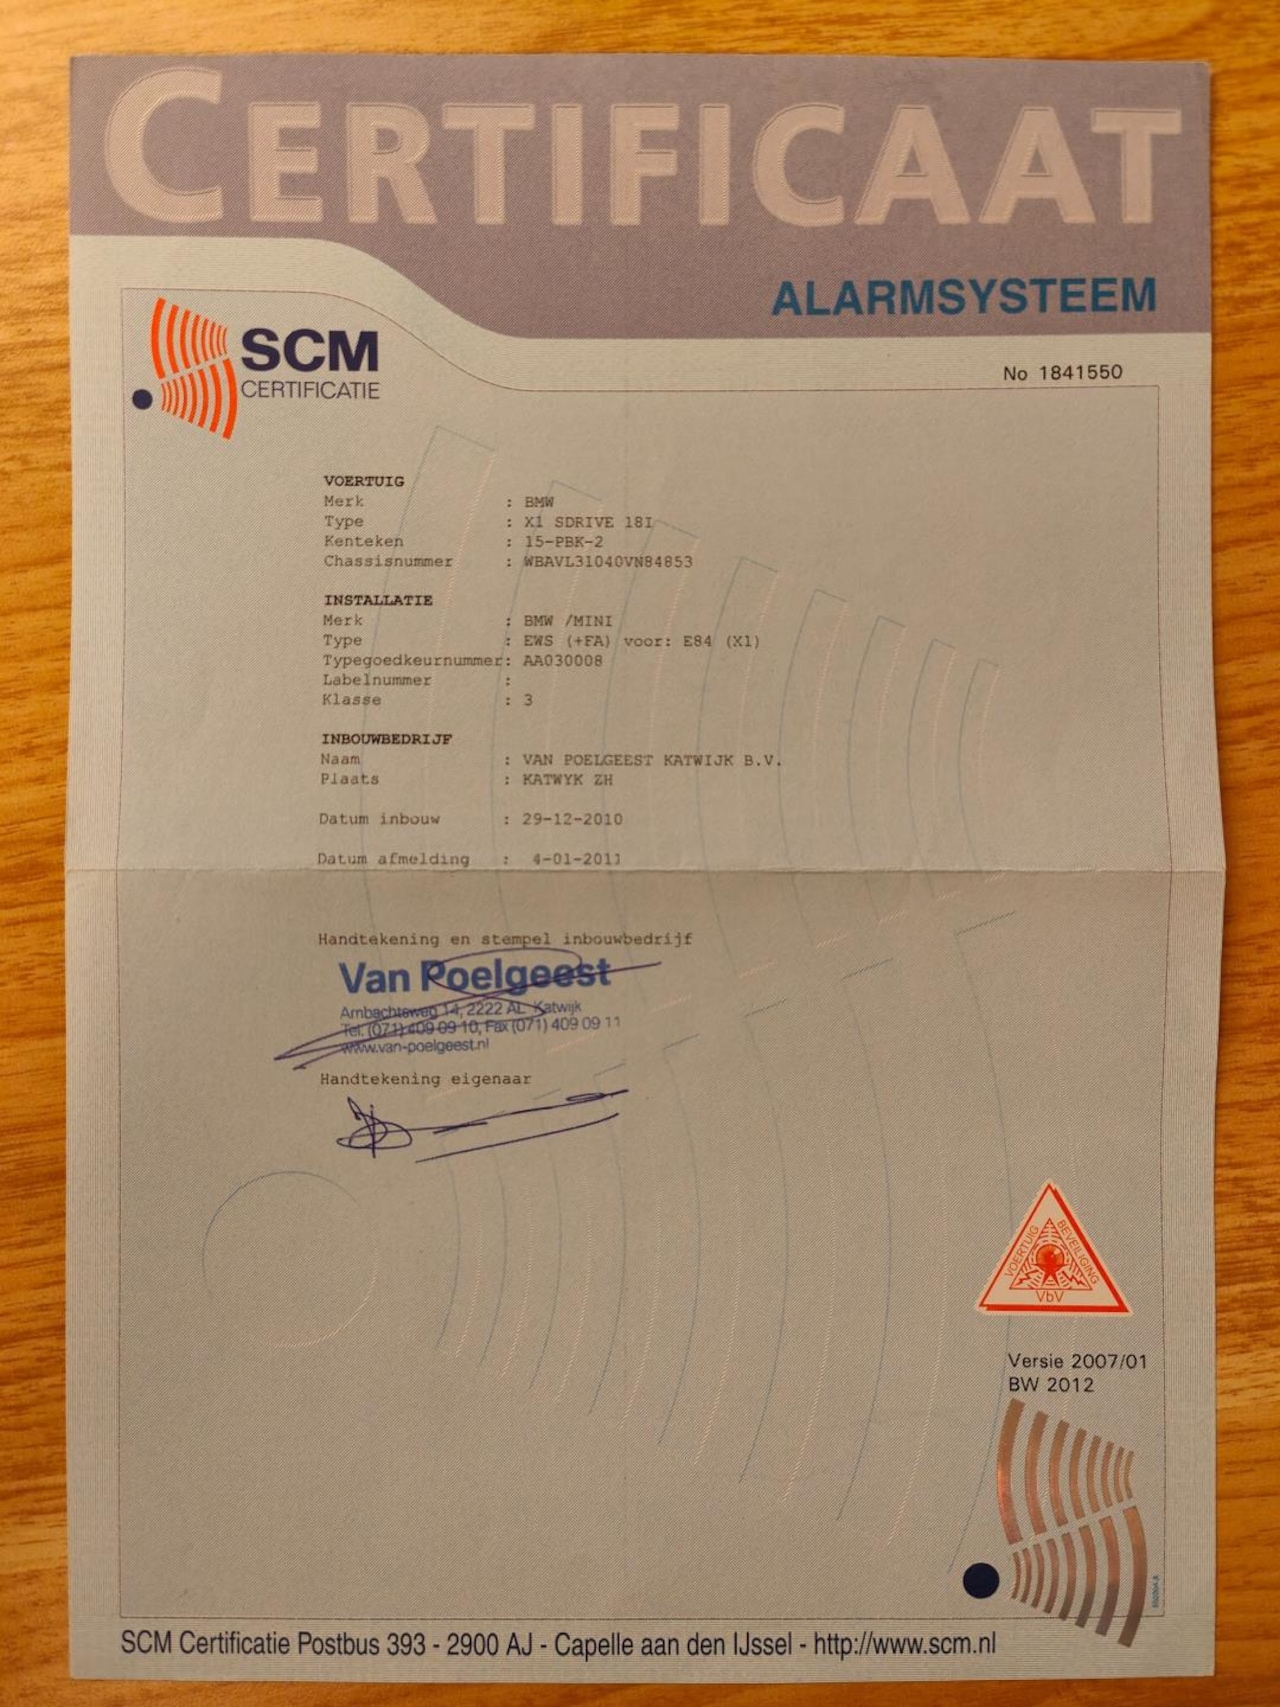 CERTIFICAAT
ALARMSYSTEEM
SCM
CERTIFICATIE
No 1841550
VOERTUIG
Merk : BMW
Type : X1 SDRIVE 18I
Kenteken : 15-PBK-2
Chassisnummer : WBAVL31040VN84853
INSTALLATIE
Merk : BMW /MINI
Type : EWS (+FA) voor: E84 (X1)
Typegoedkeurnummer: AA030008
Labelnummer :
Klasse : 3
INBOUWBEDRIJF
Naam : VAN POELGEEST KATWIJK B.V.
Plaats : KATWYK ZH
Datum inbouw : 29-12-2010
Datum afmelding : 4-01-2011
Handtekening en stempel inbouwbedrijf
Van Poelgeest
Ambachtsweg 14, 2222 AL Katwijk
Tel. (071) 409 09 10, Fax (071) 409 09 11
www.van-poelgeest.nl
Handtekening eigenaar
VOERTUIG BEVEILIGING
VbV
Versie 2007/01
BW 2012
SCM Certificatie Postbus 393 - 2900 AJ - Capelle aan den IJssel - http://www.scm.nl